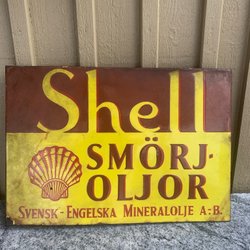 Shell
SMÖRJ-
OLJOR
SVENSK-ENGELSKA MINERALOLJE A:B.